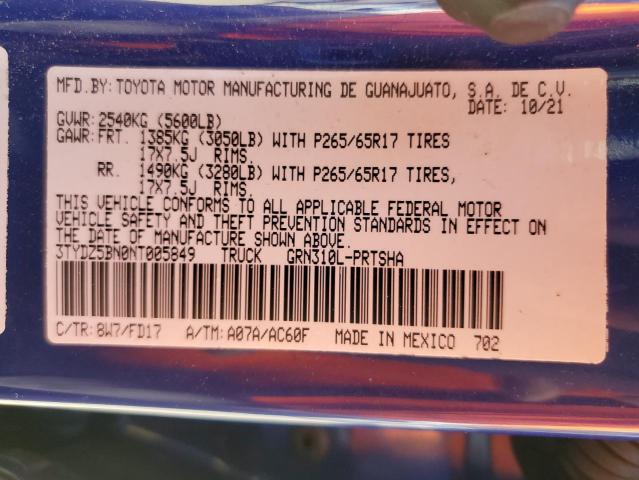 MFD.BY: TOYOTA MOTOR MANUFACTURING DE GUANAJUATO, S.A. DE C.V.
DATE: 10/21
GVWR: 2540KG (5600LB)
GAWR: FRT. 1385KG (3050LB) WITH P265/65R17 TIRES
17X7.5J RIMS.
RR. 1490KG (3280LB) WITH P265/65R17 TIRES,
17X7.5J RIMS.
THIS VEHICLE CONFORMS TO ALL APPLICABLE FEDERAL MOTOR
VEHICLE SAFETY AND THEFT PREVENTION STANDARDS IN EFFECT ON
THE DATE OF MANUFACTURE SHOWN ABOVE.
3TYDZ5BN0NT005849 TRUCK GRN310L-PRTSHA
C/TR: 8W7/FD17 A/TM: A07A/AC60F MADE IN MEXICO 702